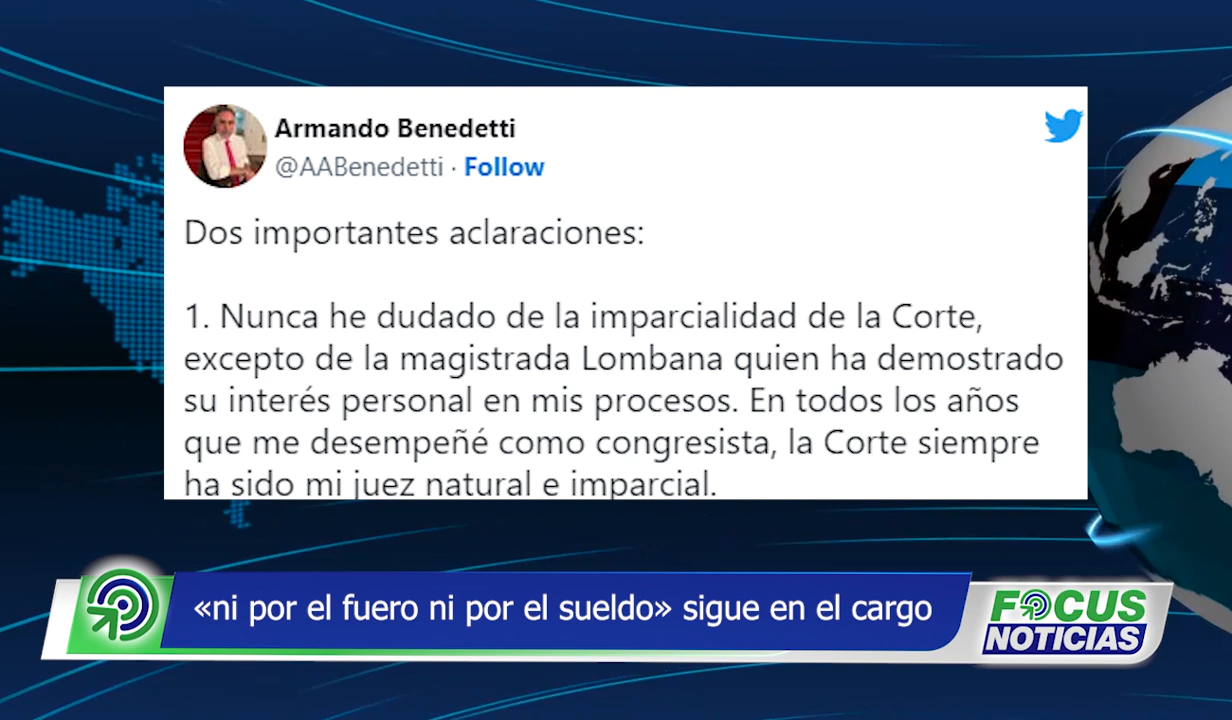 Armando Benedetti
@AABenedetti · Follow
Dos importantes aclaraciones:
1. Nunca he dudado de la imparcialidad de la Corte,
excepto de la magistrada Lombana quien ha demostrado
su interés personal en mis procesos. En todos los años
que me desempeñé como congresista, la Corte siempre
ha sido mi juez natural e imparcial.
«ni por el fuero ni por el sueldo» sigue en el cargo
FOCUS
NOTICIAS